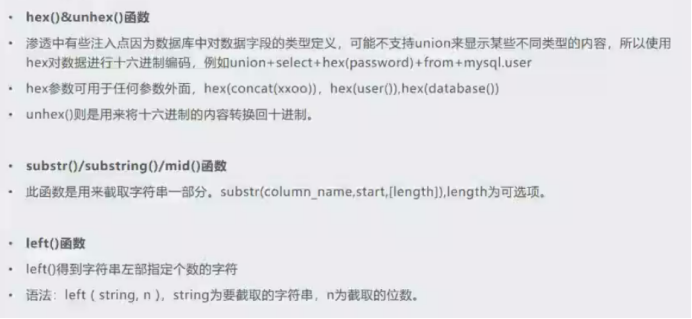 • hex()&unhex()函数
• 渗透中有些注入点因为数据库中对数据字段的类型定义，可能不支持union来显示某些不同类型的内容，所以使用
hex对数据进行十六进制编码，例如union+select+hex(password)+from+mysql.user
• hex参数可用于任何参数外面，hex(concat(xxoo))，hex(user()),hex(database())
• unhex()则是用来将十六进制的内容转换回十进制。
• substr()/substring()/mid()函数
• 此函数是用来截取字符串一部分。substr(column_name,start,[length]),length为可选项。
• left()函数
• left()得到字符串左部指定个数的字符
• 语法：left ( string, n )，string为要截取的字符串，n为截取的位数。